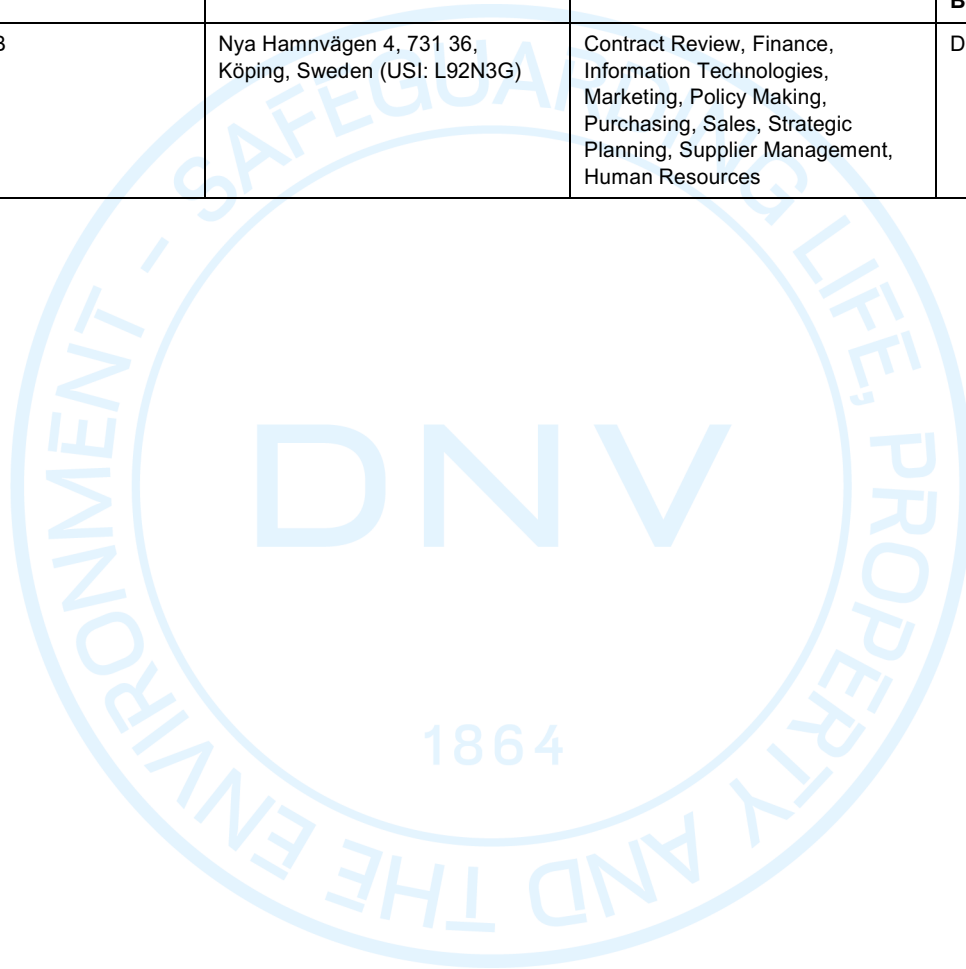 B
3
Nya Hamnvägen 4, 731 36,
Köping, Sweden (USI: L92N3G)
Contract Review, Finance,
Information Technologies,
Marketing, Policy Making,
Purchasing, Sales, Strategic
Planning, Supplier Management,
Human Resources
D
SAFEGUARDING LIFE, PROPERTY AND THE ENVIRONMENT -
DNV
1864